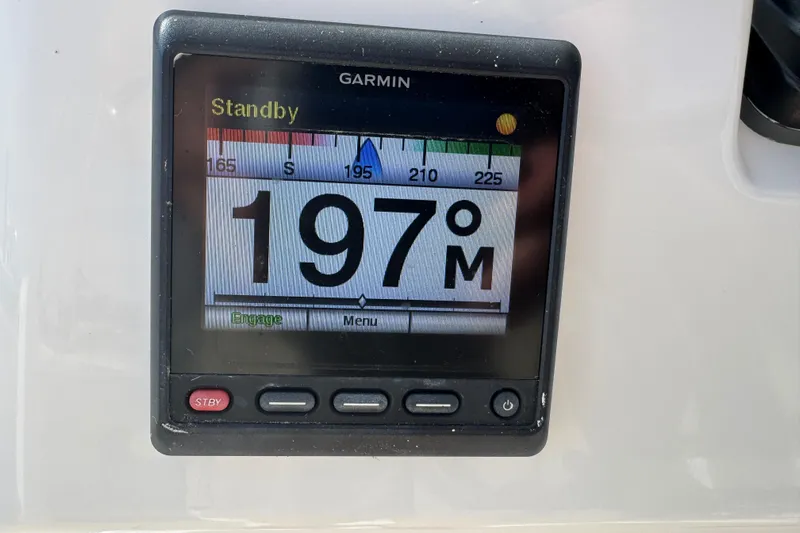 GARMIN
Standby
165 S 195 210 225
197°M
Engage Menu
STBY